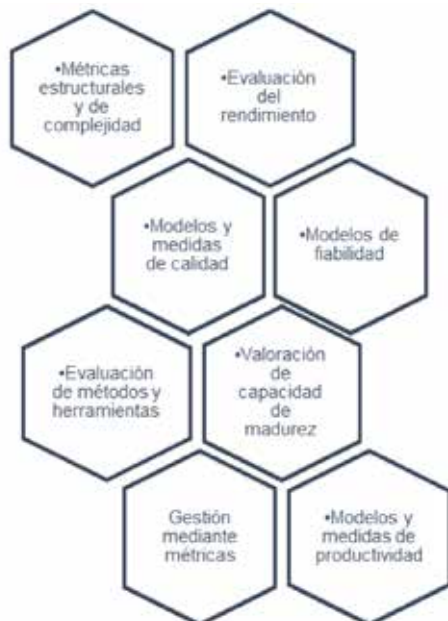 •Métricas
estructurales
y de
complejidad
•Evaluación
del
rendimiento
•Modelos y
medidas
de calidad
•Modelos de
fiabilidad
•Evaluación
de métodos y
herramientas
•Valoración
de
capacidad
de
madurez
Gestión
mediante
métricas
•Modelos y
medidas de
productividad